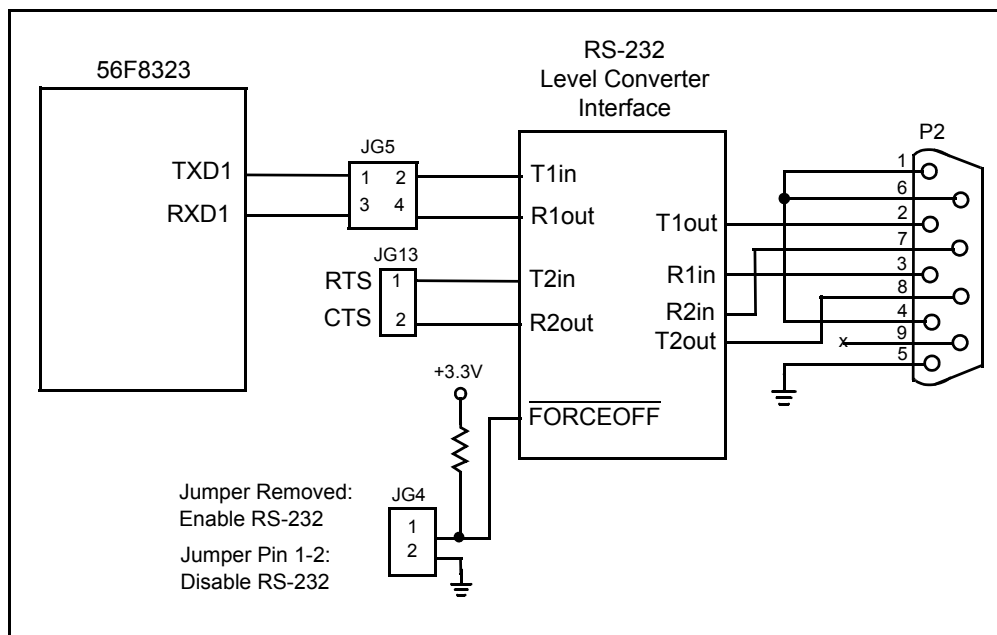 56F8323
TXD1
RXD1
JG5
1 2
3 4
JG13
RTS 1
CTS 2
RS-232
Level Converter
Interface
T1in
R1out
T2in
R2out
FORCEOFF
T1out
R1in
R2in
T2out
P2
1
6
2
7
3
8
4
x 9
5
+3.3V
JG4
1
2
Jumper Removed:
Enable RS-232
Jumper Pin 1-2:
Disable RS-232